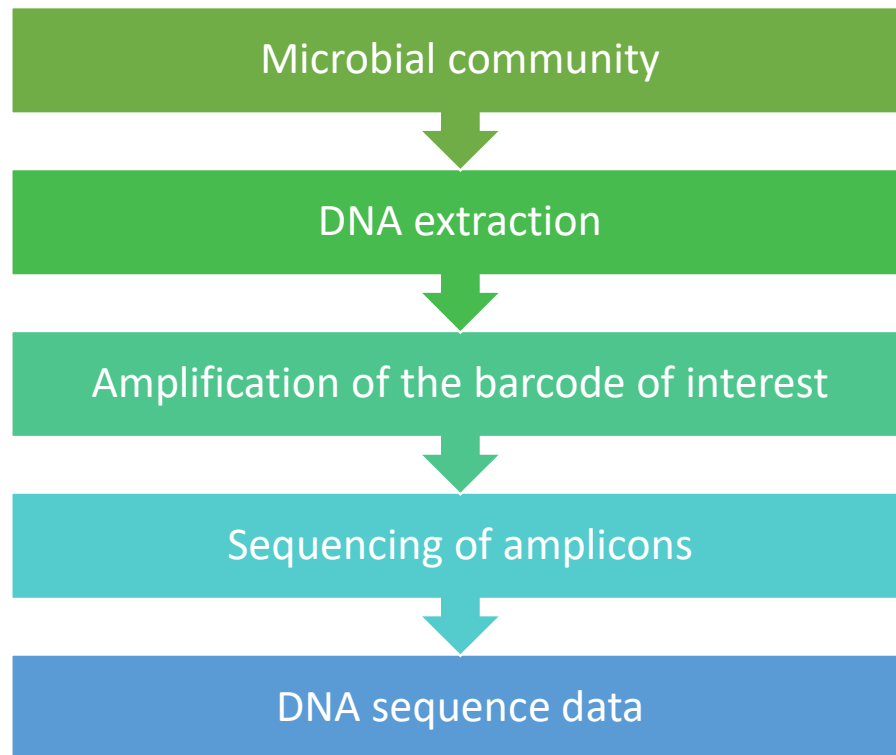 Microbial community
DNA extraction
Amplification of the barcode of interest
Sequencing of amplicons
DNA sequence data